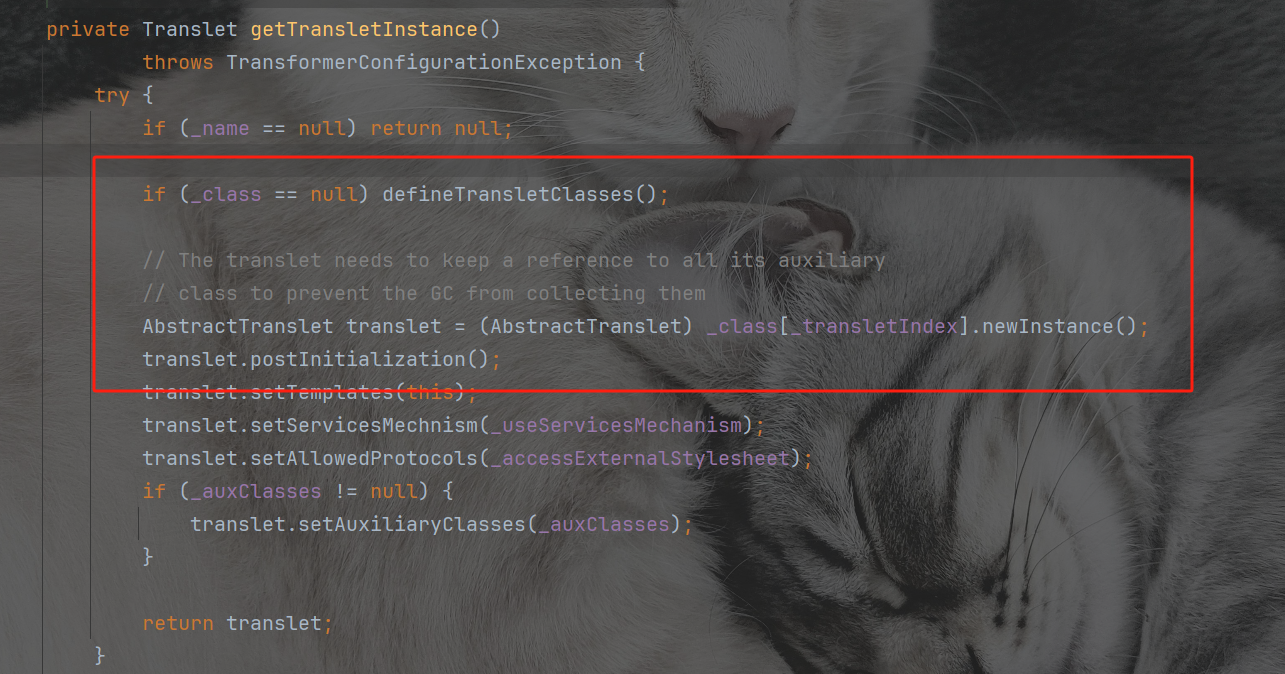 private Translet getTransletInstance()
throws TransformerConfigurationException {
try {
if (_name == null) return null;
if (_class == null) defineTransletClasses();
// The translet needs to keep a reference to all its auxiliary
// class to prevent the GC from collecting them
AbstractTranslet translet = (AbstractTranslet) _class[_transletIndex].newInstance();
translet.postInitialization();
translet.setTemplates(this);
translet.setServicesMechnism(_useServicesMechanism);
translet.setAllowedProtocols(_accessExternalStylesheet);
if (_auxClasses != null) {
translet.setAuxiliaryClasses(_auxClasses);
}
return translet;
}